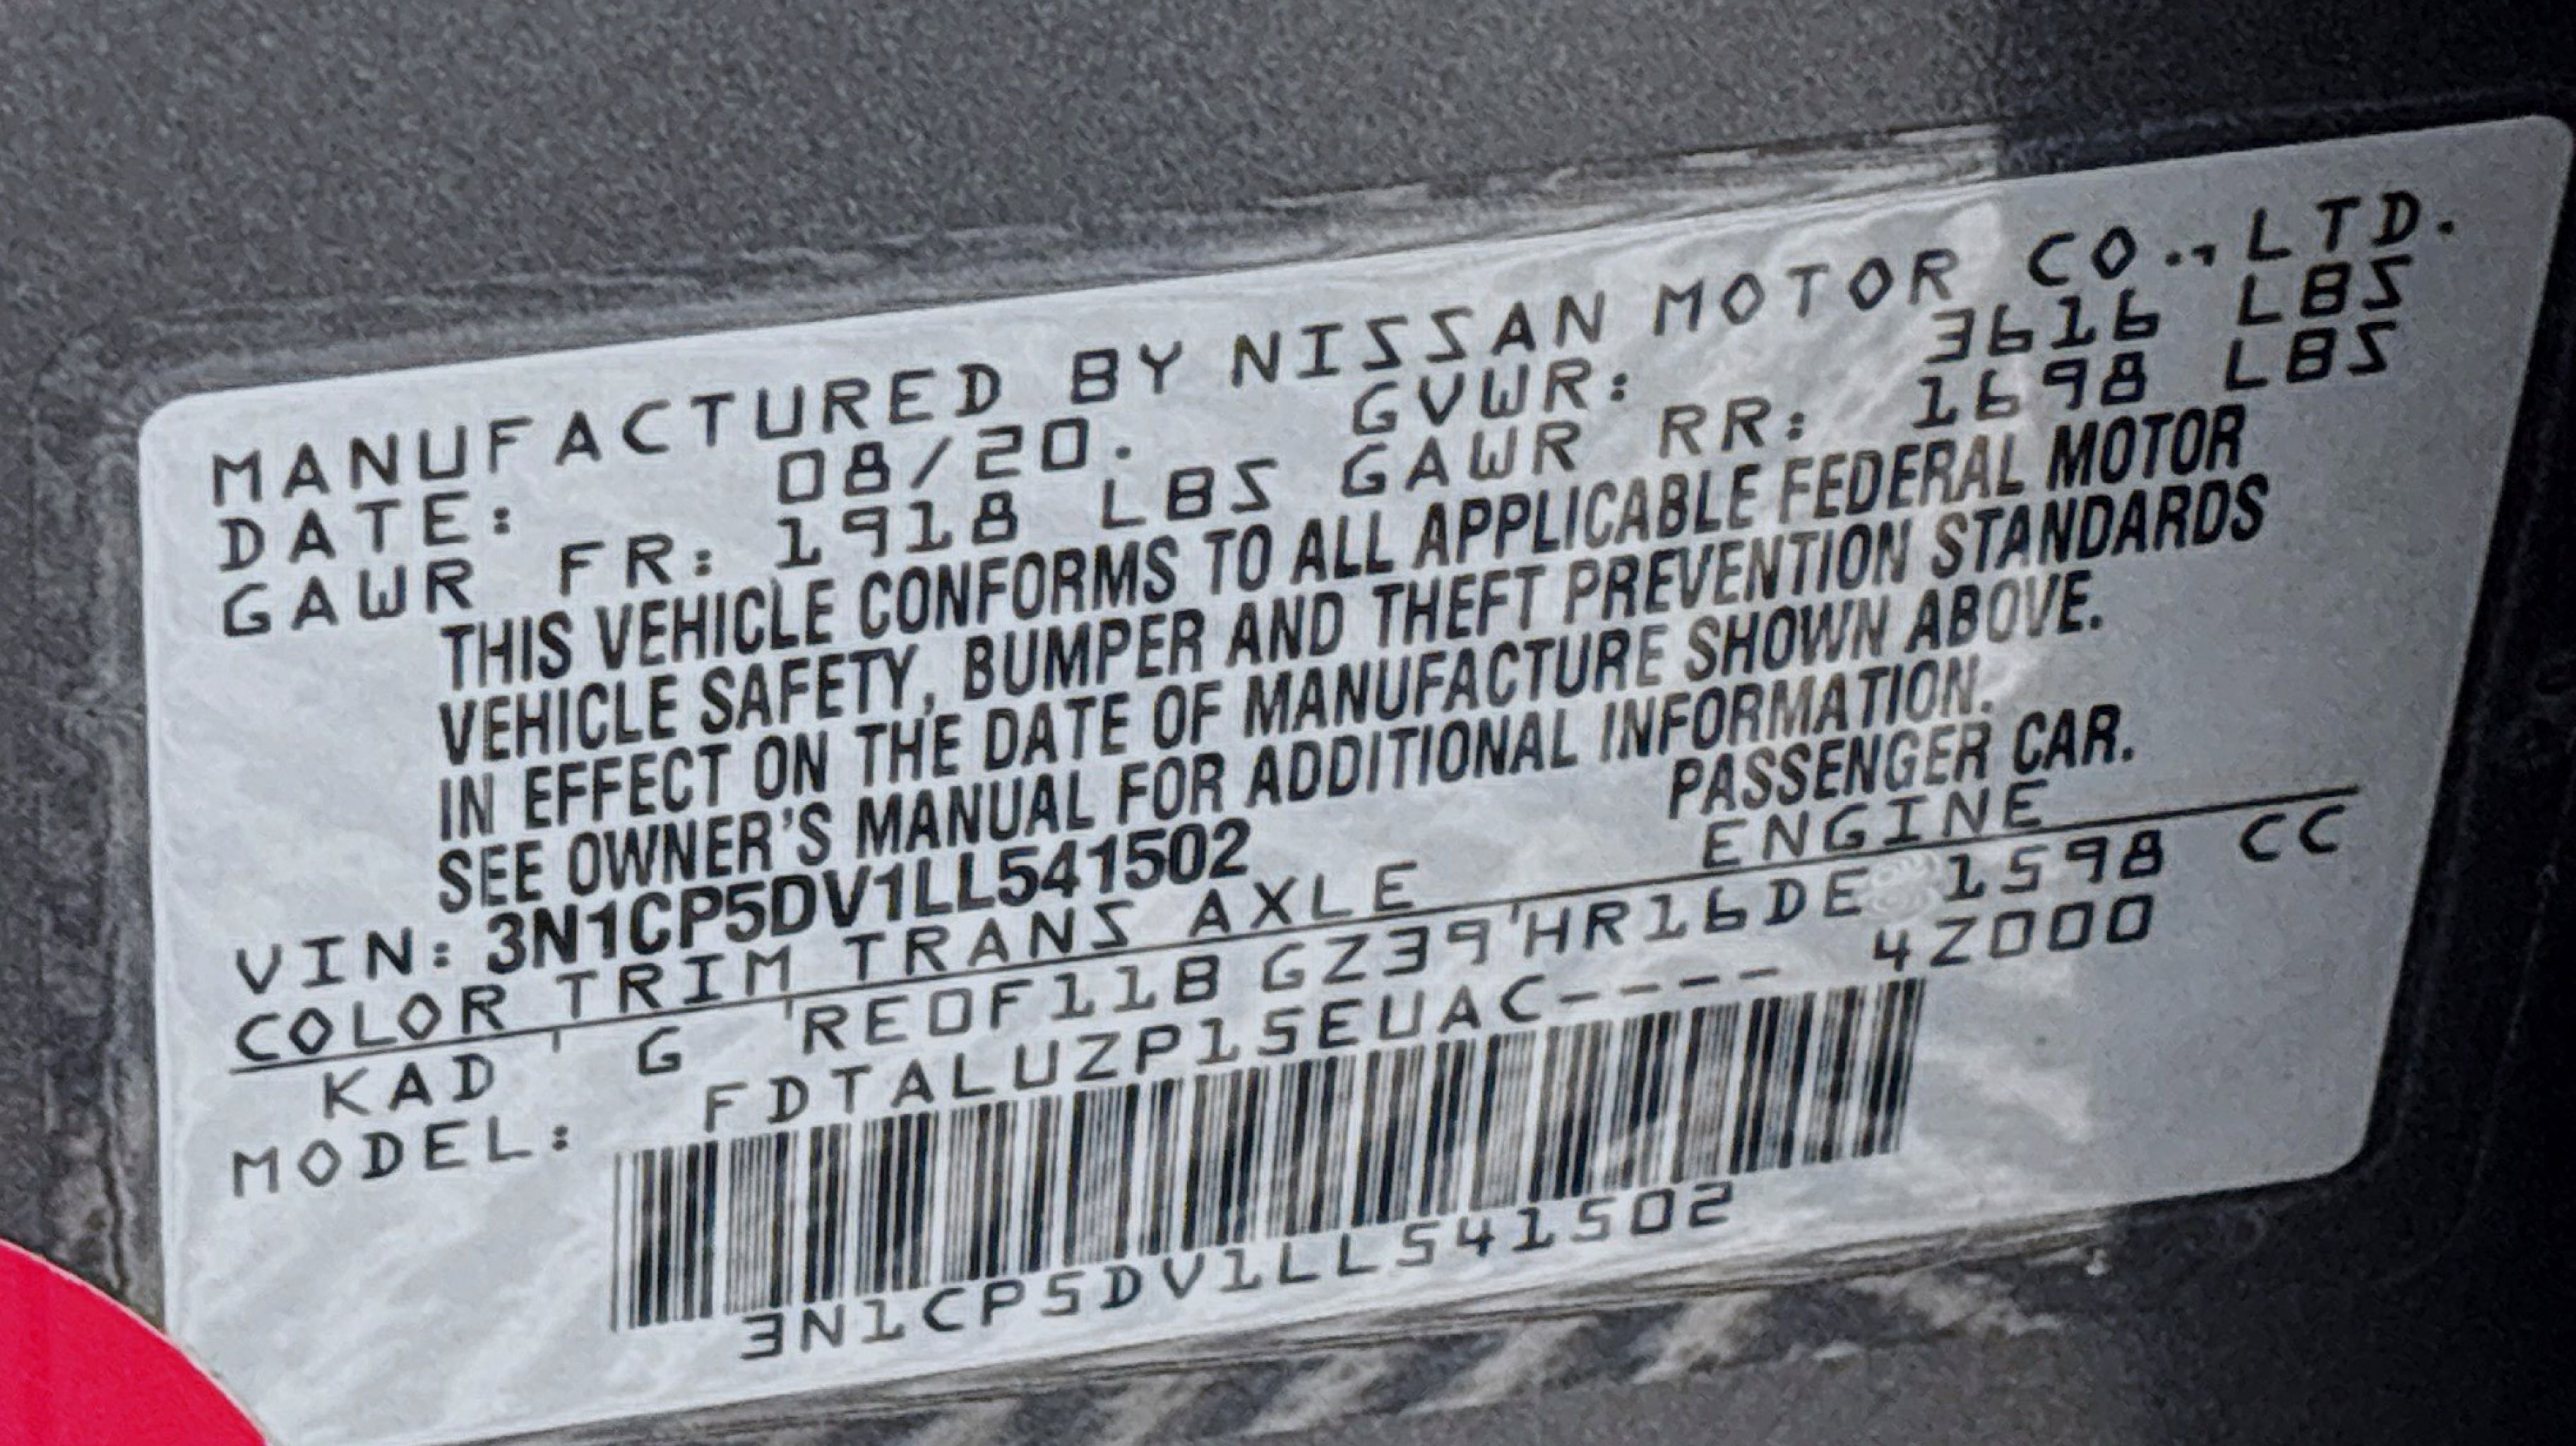 MANUFACTURED BY NISSAN MOTOR CO.,LTD.
DATE: 08/20. GVWR: 3616 LBS
GAWR FR: 1918 LBS GAWR RR: 1698 LBS
THIS VEHICLE CONFORMS TO ALL APPLICABLE FEDERAL MOTOR
VEHICLE SAFETY, BUMPER AND THEFT PREVENTION STANDARDS
IN EFFECT ON THE DATE OF MANUFACTURE SHOWN ABOVE.
SEE OWNER'S MANUAL FOR ADDITIONAL INFORMATION.
VIN: 3N1CP5DV1LL541502 PASSENGER CAR.
COLOR TRIM TRANS AXLE ENGINE
KAD G RE0F11B GZ39 HR16DE 1598 CC
MODEL: FDTALUZP15EUAC---- 4Z000
3N1CP5DV1LL541502